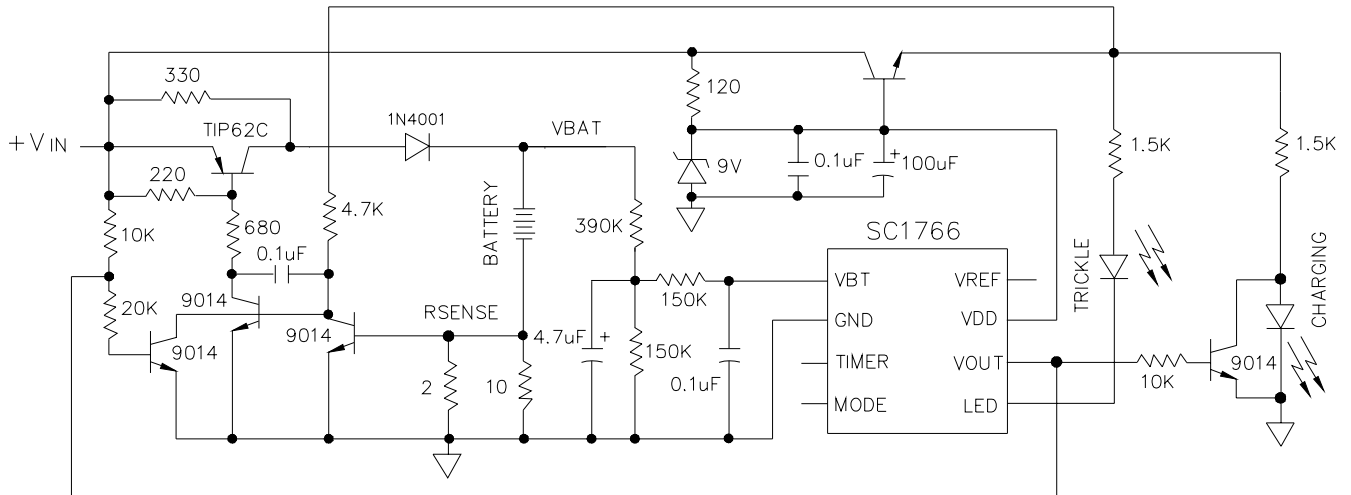 330
TIP62C
1N4001
VBAT
120
+VIN
220
9V
0.1uF
+
100uF
1.5K
1.5K
10K
680
4.7K
BATTERY
390K
SC1766
0.1uF
TRICKLE
CHARGING
VBT
VREF
150K
20K
9014
RSENSE
GND
VDD
9014
9014
4.7uF
+
150K
TIMER
VOUT
9014
2
10
0.1uF
10K
MODE
LED